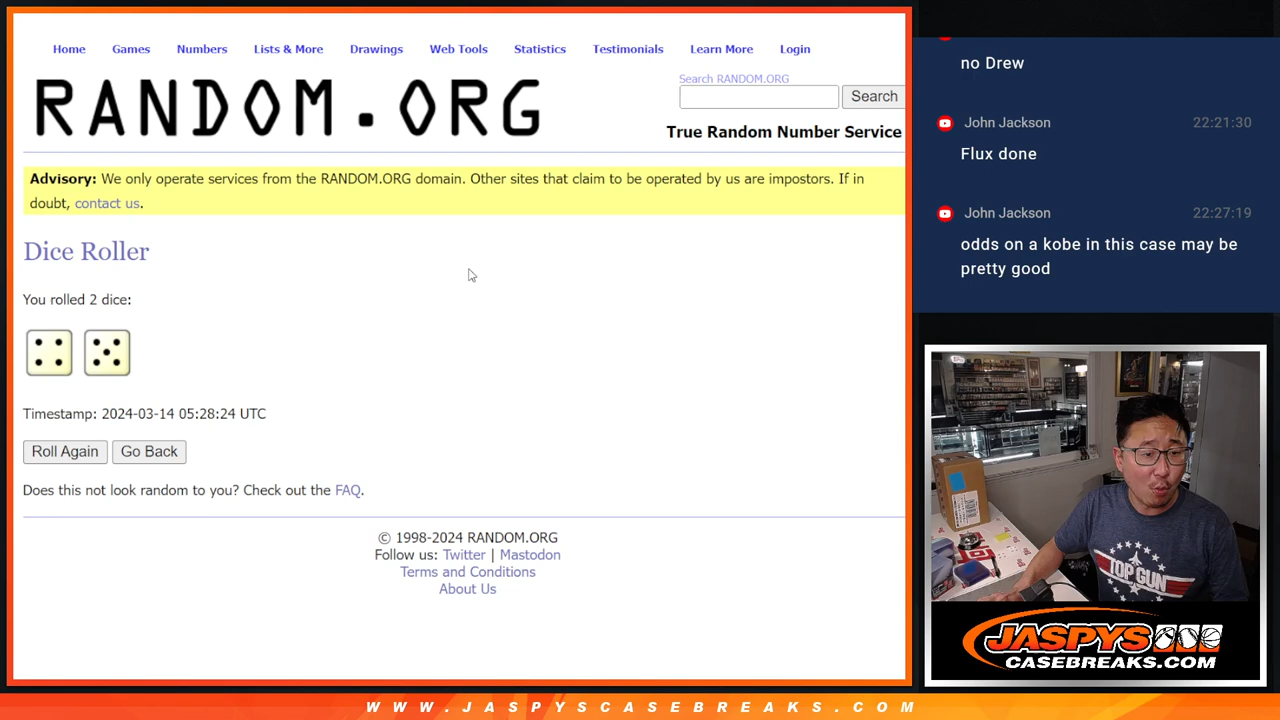 Home Games Numbers Lists & More Drawings Web Tools Statistics Testimonials Learn More Login
RANDOM.ORG
Search RANDOM.ORG
Search
True Random Number Service
Advisory: We only operate services from the RANDOM.ORG domain. Other sites that claim to be operated by us are impostors. If in
doubt, contact us.
Dice Roller
You rolled 2 dice:
Timestamp: 2024-03-14 05:28:24 UTC
Roll Again Go Back
Does this not look random to you? Check out the FAQ.
© 1998-2024 RANDOM.ORG
Follow us: Twitter | Mastodon
Terms and Conditions
About Us
no Drew
John Jackson 22:21:30
Flux done
John Jackson 22:27:19
odds on a kobe in this case may be
pretty good
TOP GUN
JASPYS
CASEBREAKS.COM
WWW.JASPYSCASEBREAKS.COM